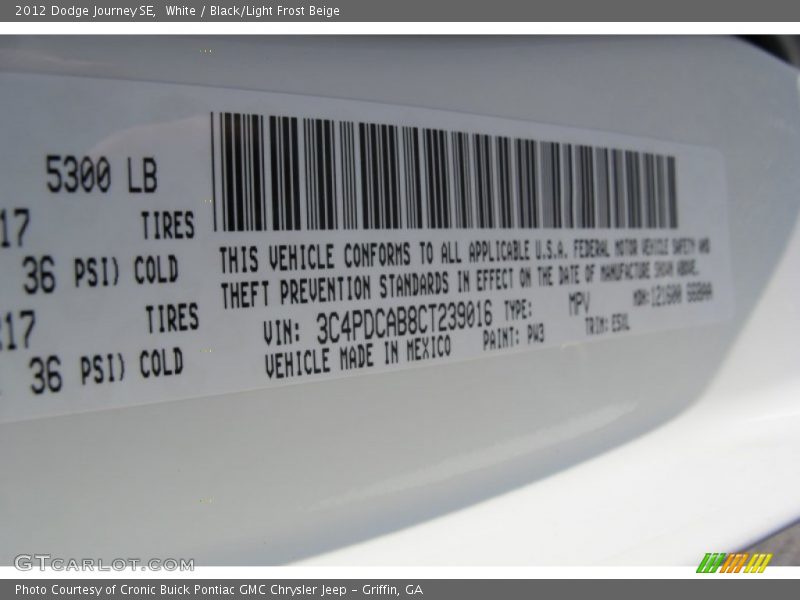 2012 Dodge Journey SE,  White / Black/Light Frost Beige
5300 LB
17 TIRES
36 PSI) COLD
17 TIRES
36 PSI) COLD
THIS VEHICLE CONFORMS TO ALL APPLICABLE U.S.A. FEDERAL MOTOR VEHICLE SAFETY AND
THEFT PREVENTION STANDARDS IN EFFECT ON THE DATE OF MANUFACTURE SHOWN ABOVE.
VIN: 3C4PDCAB8CT239016 TYPE: MPV MDH:
VEHICLE MADE IN MEXICO PAINT: PW3 TRIM:
GTCARLOT.COM
Photo Courtesy of Cronic Buick Pontiac GMC Chrysler Jeep - Griffin, GA